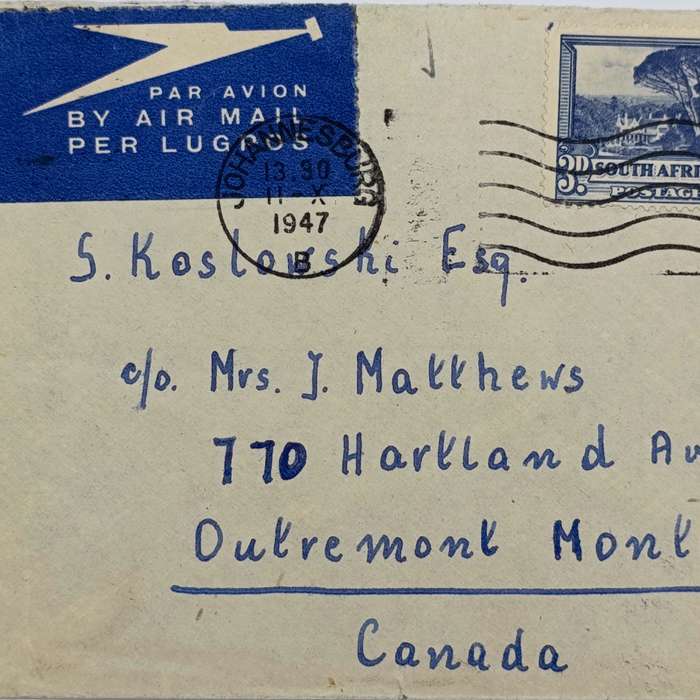 PAR AVION
BY AIR MAIL
PER LUGPOS
JOHANNESBURG
13.30
11-X
1947
B
3D SOUTH AFRI
POSTAGE
S. Koslowski Esq.
c/o. Mrs. J. Matthews
770 Hartland Av
Outremont Mont
Canada